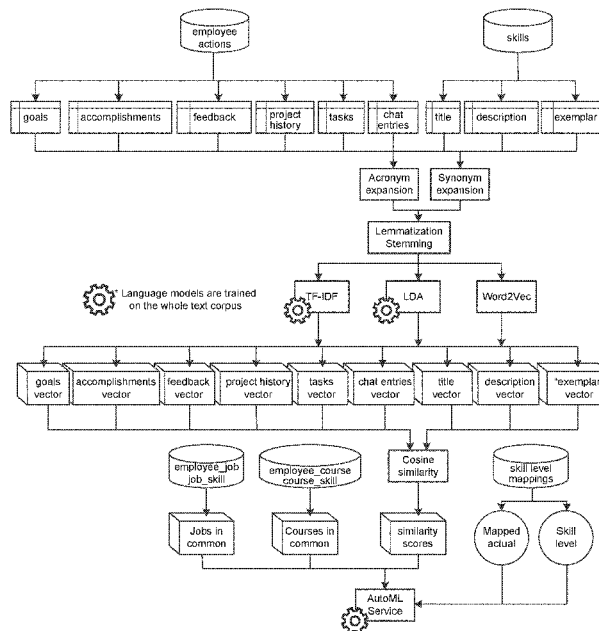 employee
actions
skills
goals
accomplishments
feedback
project
history
tasks
chat
entries
title
description
exemplar
Acronym
expansion
Synonym
expansion
Lemmatization
Stemming
* Language models are trained
on the whole text corpus
TF-IDF
LDA
Word2Vec
goals
vector
accomplishments
vector
feedback
vector
project history
vector
tasks
vector
chat entries
vector
title
vector
description
vector
*exemplar
vector
employee_job
job_skill
employee_course
course_skill
Cosine
similarity
skill level
mappings
Jobs in
common
Courses in
common
similarity
scores
Mapped
actual
Skill
level
AutoML
Service